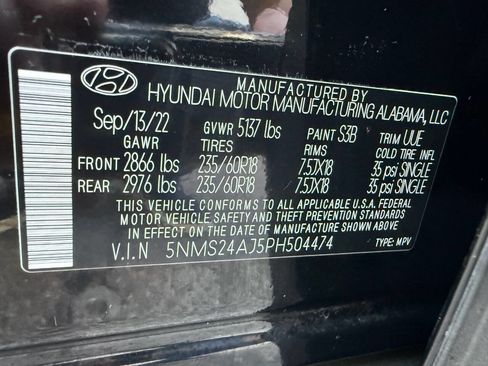 MANUFACTURED BY
HYUNDAI MOTOR MANUFACTURING ALABAMA, LLC
Sep/13/22 GVWR 5137 lbs PAINT S3B TRIM UUE
GAWR TIRES RIMS COLD TIRE INFL
FRONT 2866 lbs 235/60R18 7.5JX18 35 psi SINGLE
REAR 2976 lbs 235/60R18 7.5JX18 35 psi SINGLE
THIS VEHICLE CONFORMS TO ALL APPLICABLE U.S.A. FEDERAL
MOTOR VEHICLE SAFETY AND THEFT PREVENTION STANDARDS
IN EFFECT ON THE DATE OF MANUFACTURE SHOWN ABOVE
V.I.N 5NMS24AJ5PH504474 TYPE: MPV